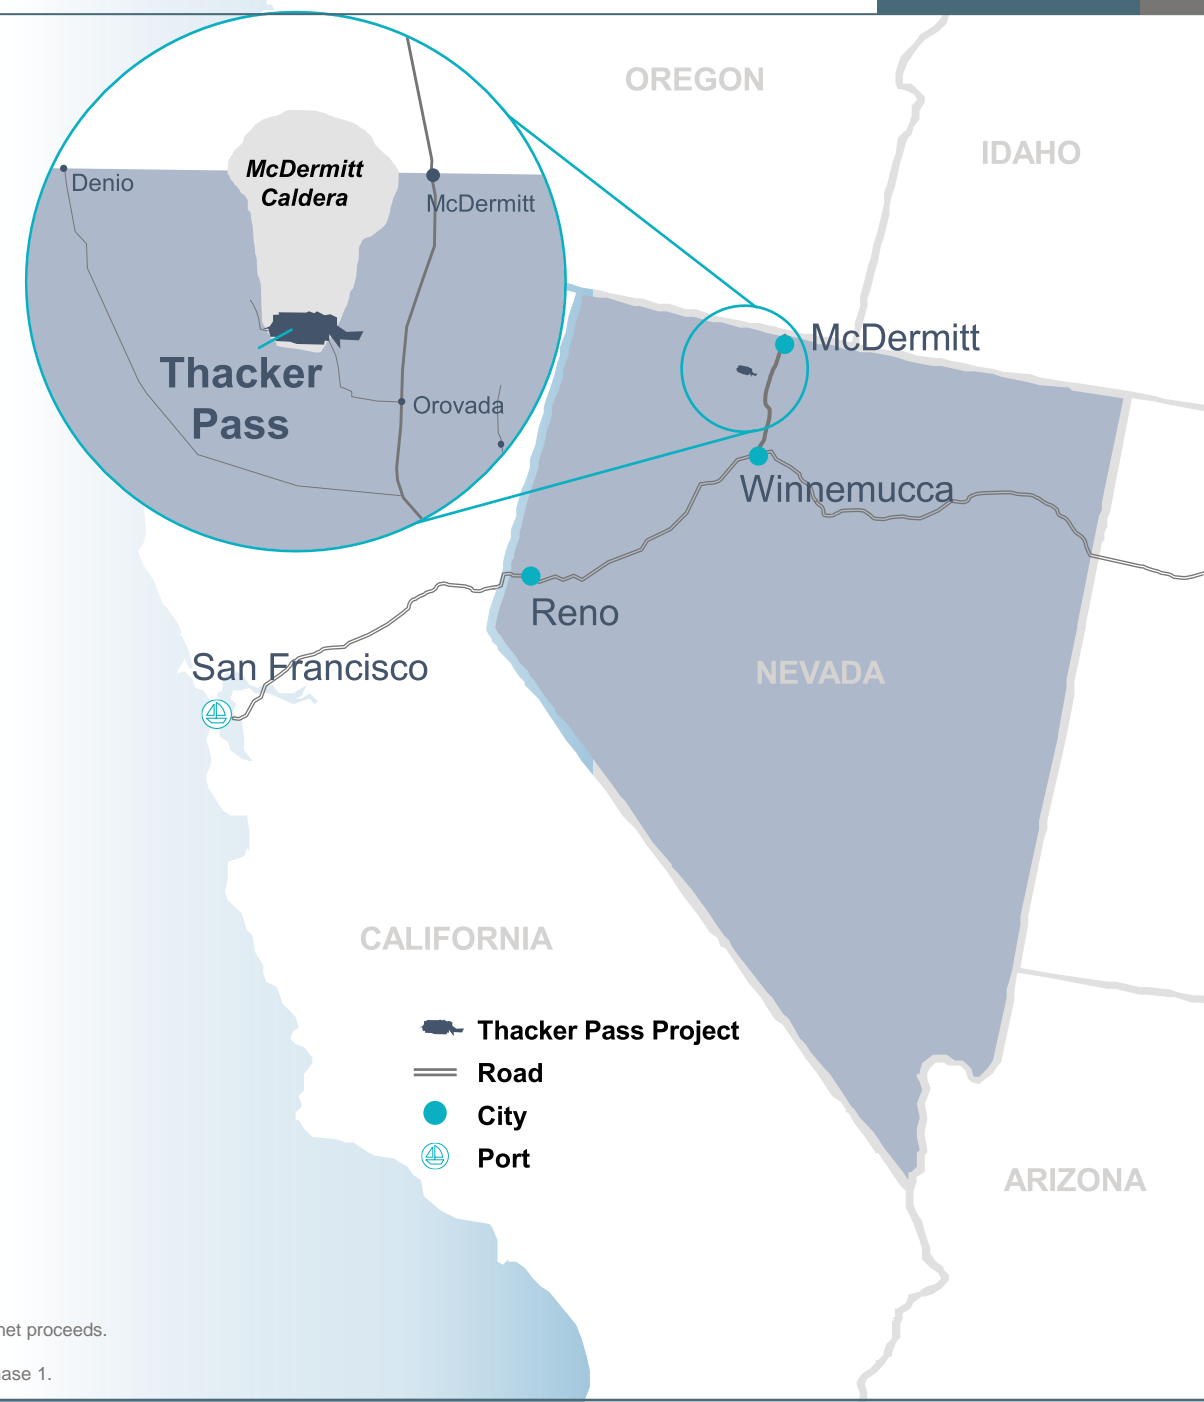 OREGON
IDAHO
McDermitt
Caldera
Denio
McDermitt
Thacker
Pass
Orovada
McDermitt
Winnemucca
Reno
San Francisco
NEVADA
CALIFORNIA
Thacker Pass Project
Road
City
Port
ARIZONA
net proceeds.
ase 1.